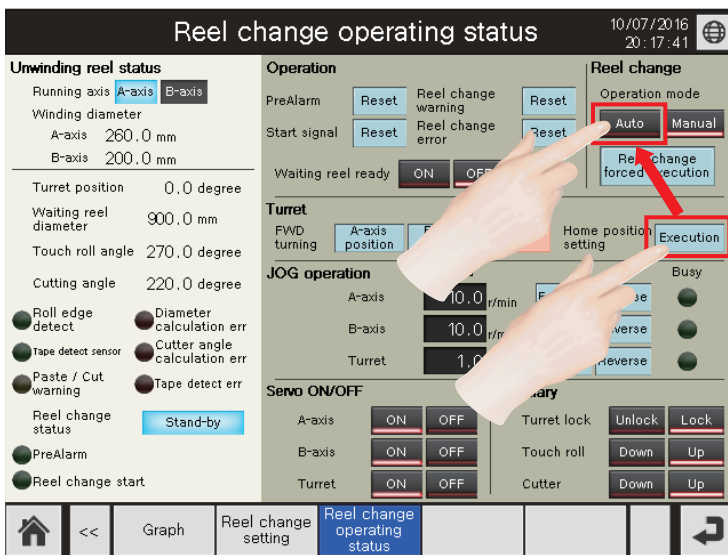 Reel change operating status
10/07/2016
20:17:41
Unwinding reel status
Running axis A-axis B-axis
Winding diameter
A-axis 260.0 mm
B-axis 200.0 mm
Turret position 0.0 degree
Waiting reel
diameter
900.0 mm
Touch roll angle 270.0 degree
Cutting angle 220.0 degree
Roll edge
detect
Diameter
calculation err
Tape detect sensor
Cutter angle
calculation err
Paste / Cut
warning
Tape detect err
Reel change
status
Stand-by
PreAlarm
Reel change start
Operation
PreAlarm Reset
Reel change
warning
Reset
Start signal Reset
Reel change
error
Reset
Waiting reel ready ON
Reel change
Operation mode
Auto Manual
Turret
FWD
turning
A-axis
position
Home position
setting
Execution
JOG operation
Busy
A-axis 10.0 r/min
B-axis 10.0
Turret
Reverse
Servo ON/OFF
A-axis ON OFF
B-axis ON OFF
Turret ON OFF
Turret lock Unlock Lock
Touch roll Down Up
Cutter Down Up
<<
Graph
Reel change
setting
Reel change
operating
status